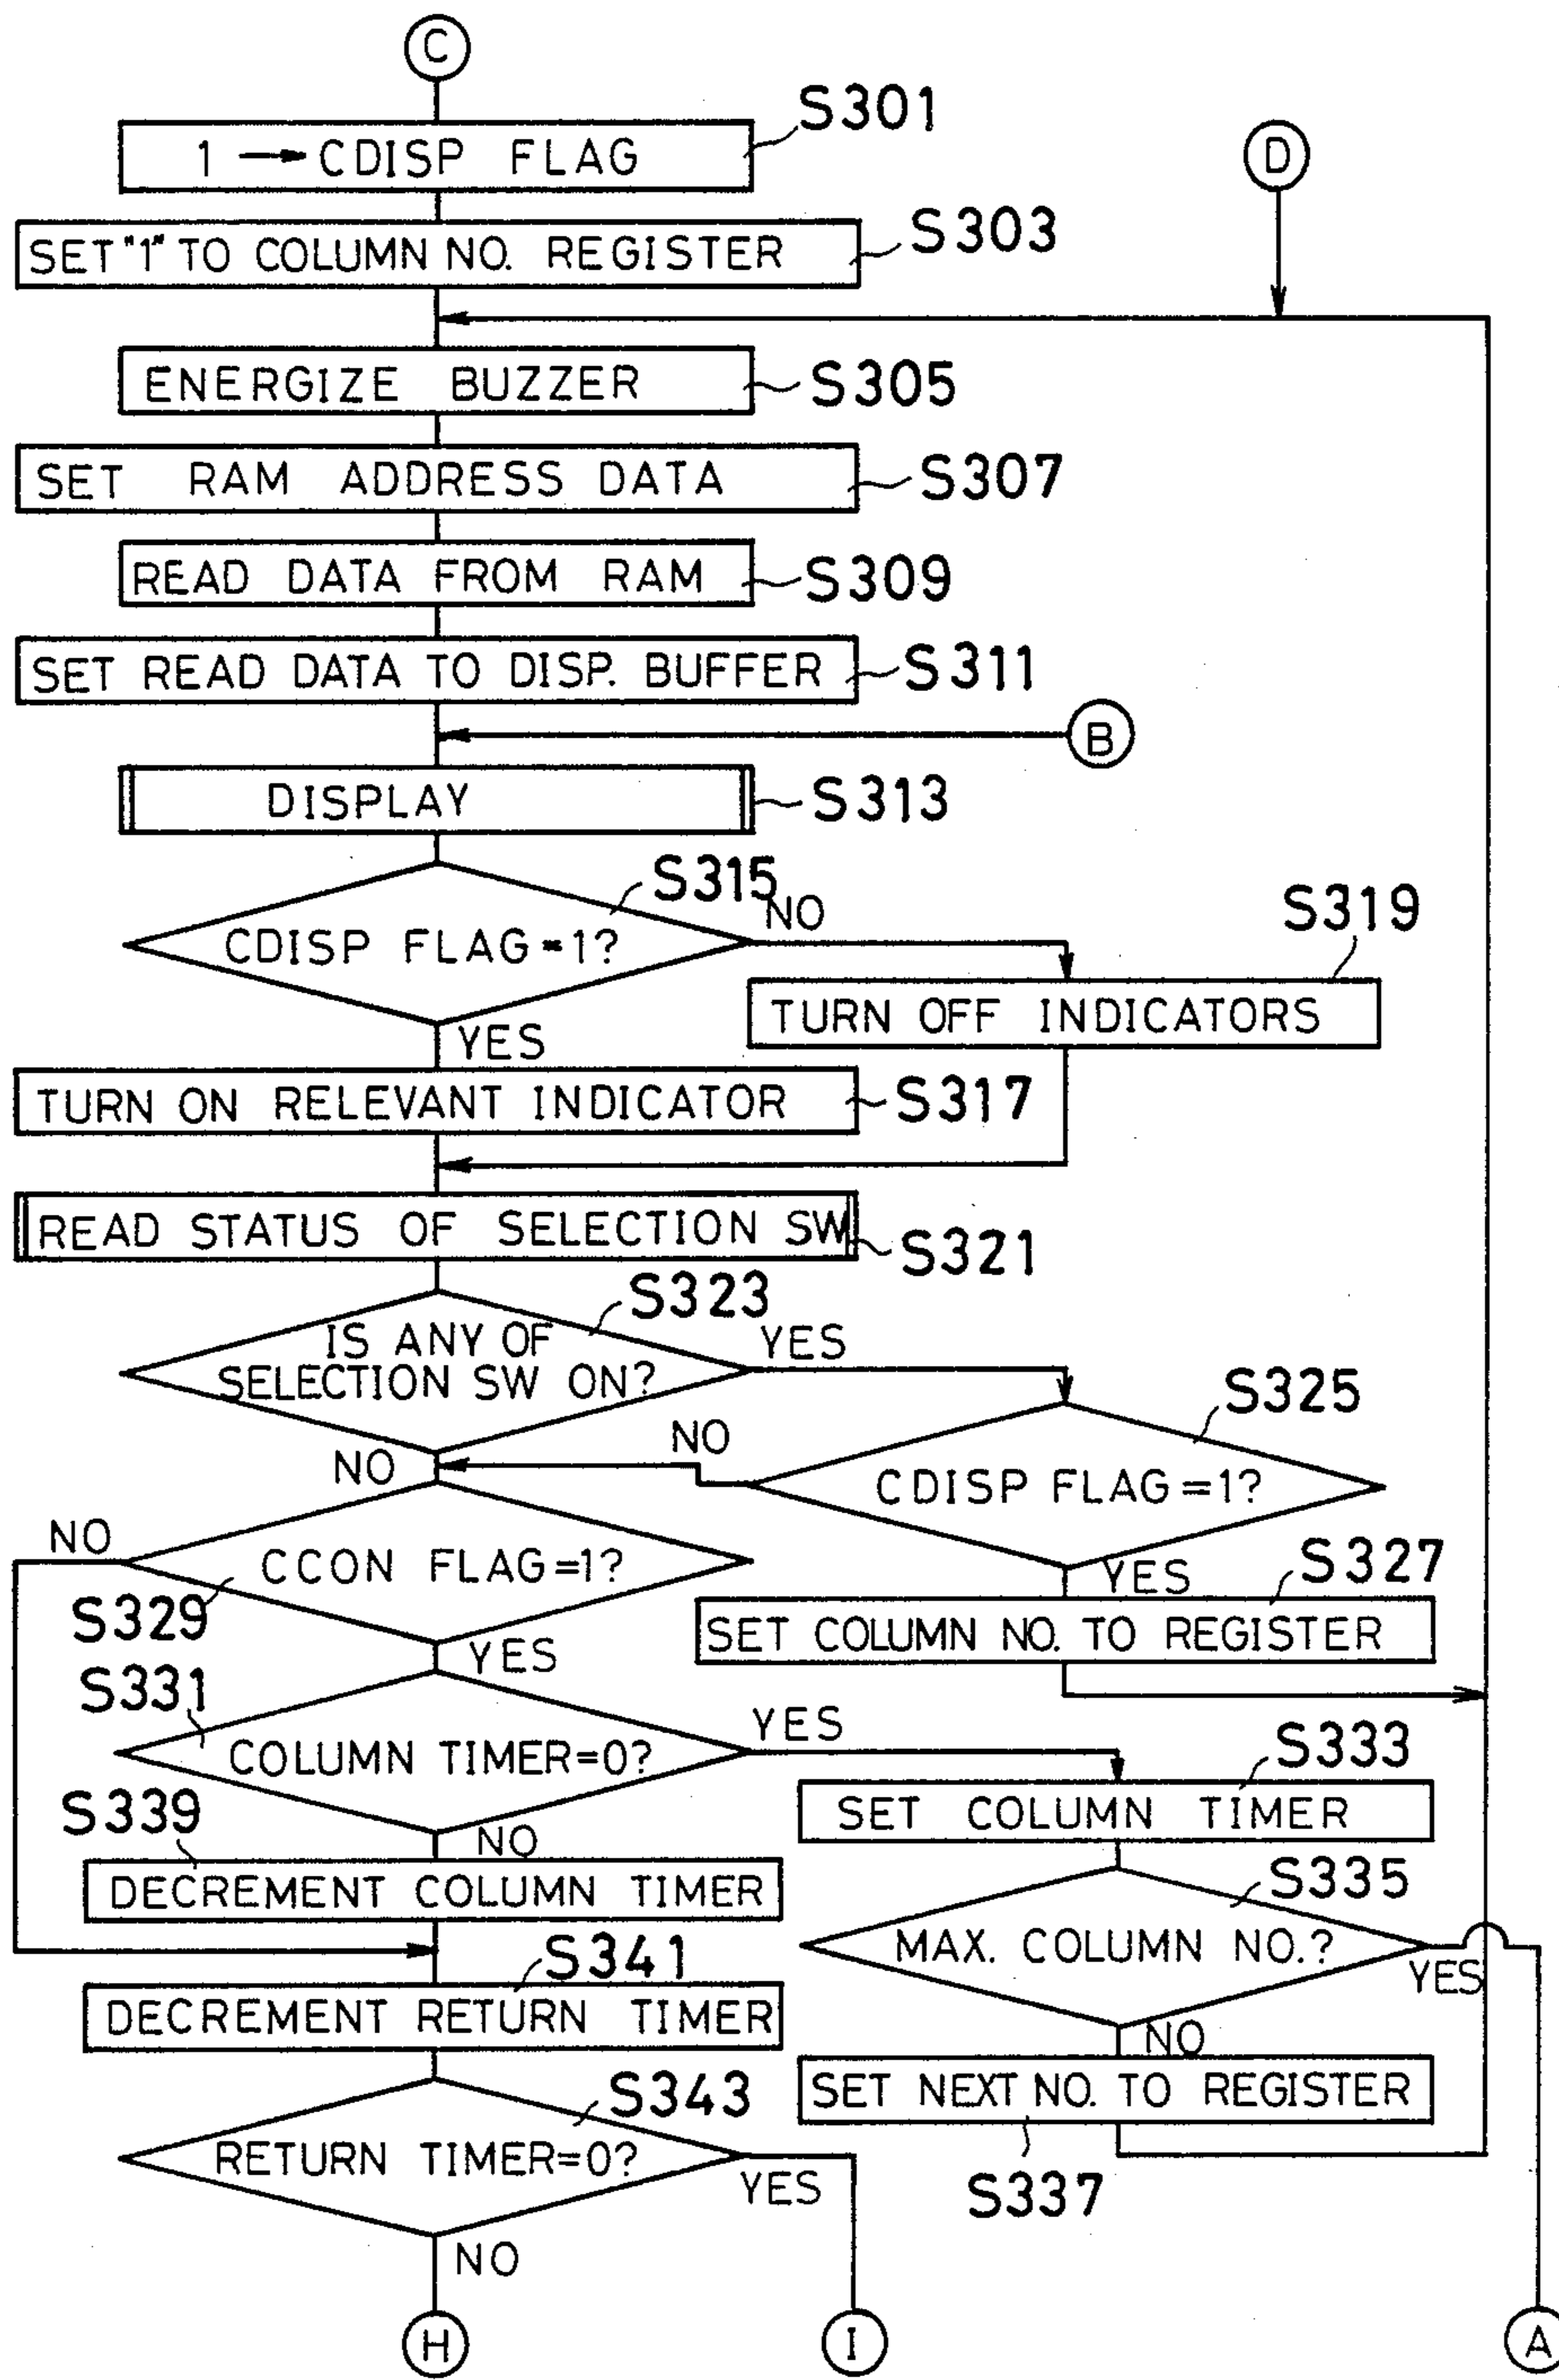 C
S301
1 → CDISP FLAG
D
S303
SET "1" TO COLUMN NO. REGISTER
ENERGIZE BUZZER
S305
SET RAM ADDRESS DATA
S307
READ DATA FROM RAM
S309
SET READ DATA TO DISP. BUFFER
S311
B
DISPLAY
S313
S315
NO
S319
CDISP FLAG=1?
TURN OFF INDICATORS
YES
TURN ON RELEVANT INDICATOR
S317
READ STATUS OF SELECTION SW
S321
S323
IS ANY OF
SELECTION SW ON?
YES
S325
NO
NO
CDISP FLAG=1?
NO
CCON FLAG=1?
S329
YES
S327
SET COLUMN NO. TO REGISTER
YES
S331
COLUMN TIMER=0?
YES
S333
SET COLUMN TIMER
S339
NO
DECREMENT COLUMN TIMER
S335
MAX. COLUMN NO.?
YES
S341
DECREMENT RETURN TIMER
NO
SET NEXT NO. TO REGISTER
S337
S343
RETURN TIMER=0?
YES
NO
H
I
A